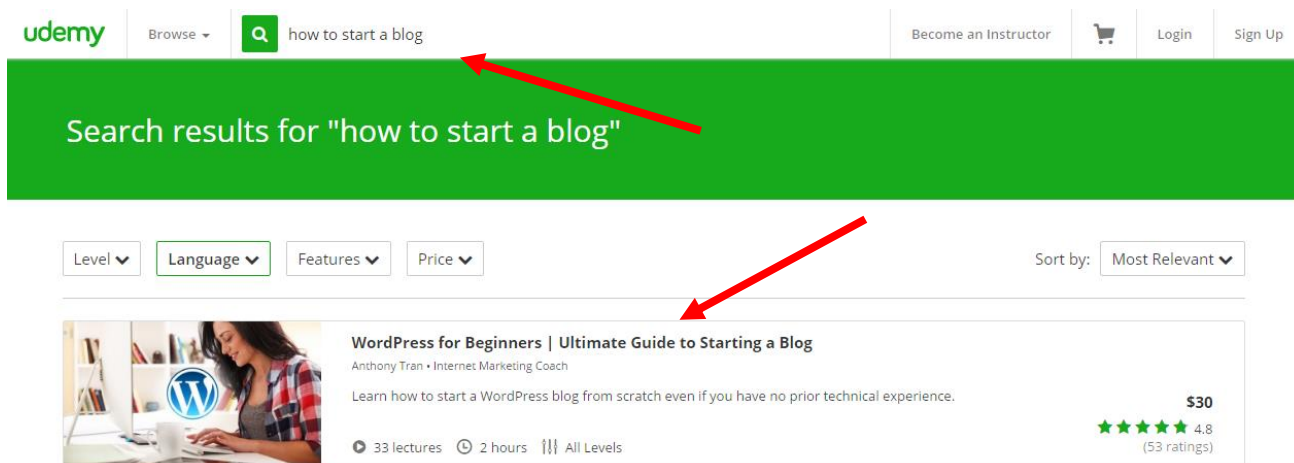 udemy Browse how to start a blog Become an Instructor Login Sign Up
Search results for "how to start a blog"
Level Language Features Price Sort by: Most Relevant
WordPress for Beginners | Ultimate Guide to Starting a Blog
Anthony Tran • Internet Marketing Coach
Learn how to start a WordPress blog from scratch even if you have no prior technical experience.
$30
4.8
(53 ratings)
33 lectures 2 hours All Levels